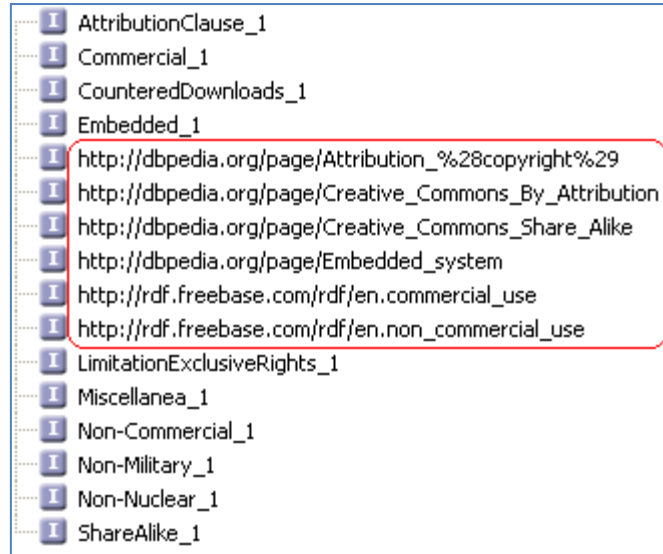 AttributionClause_1
Commercial_1
CounteredDownloads_1
Embedded_1
http://dbpedia.org/page/Attribution_%28copyright%29
http://dbpedia.org/page/Creative_Commons_By_Attribution
http://dbpedia.org/page/Creative_Commons_Share_Alike
http://dbpedia.org/page/Embedded_system
http://rdf.freebase.com/rdf/en.commercial_use
http://rdf.freebase.com/rdf/en.non_commercial_use
LimitationExclusiveRights_1
Miscellanea_1
Non-Commercial_1
Non-Military_1
Non-Nuclear_1
ShareAlike_1